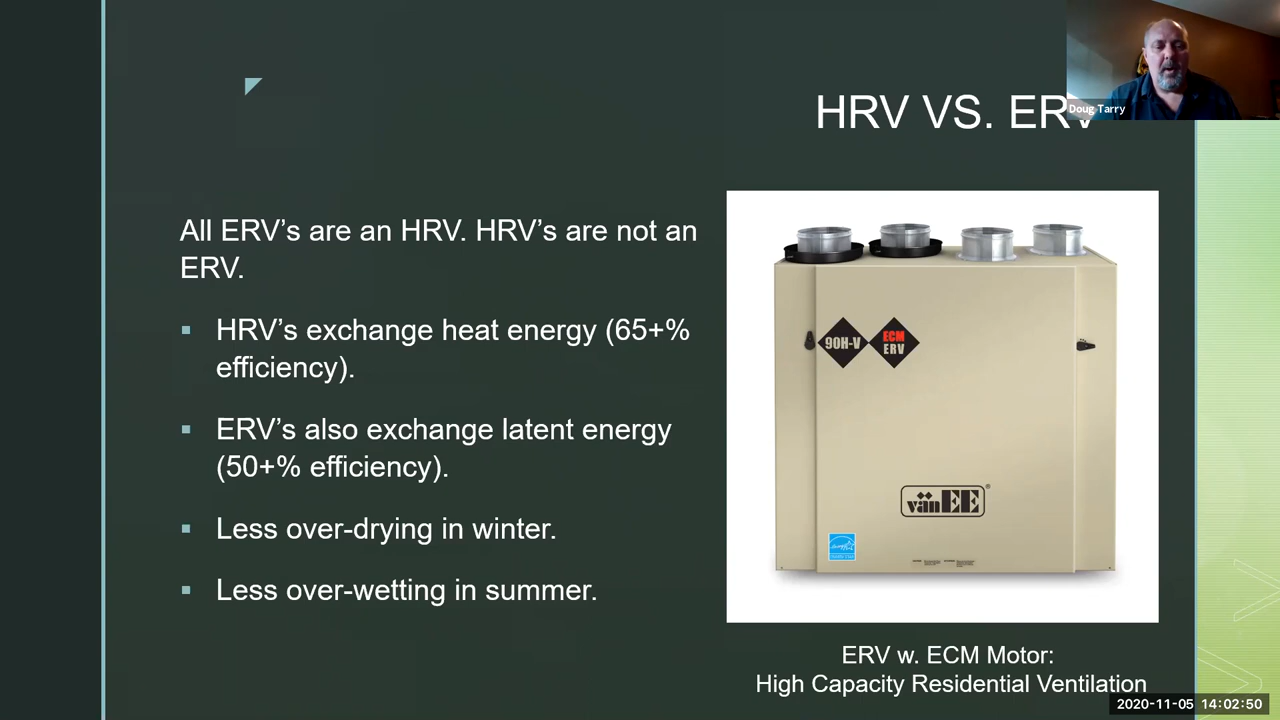 HRV VS. ERV
Doug Tarry
All ERV’s are an HRV. HRV’s are not an
ERV.
▪ HRV’s exchange heat energy (65+%
efficiency).
▪ ERV’s also exchange latent energy
(50+% efficiency).
▪ Less over-drying in winter.
▪ Less over-wetting in summer.
90H-V
ECM
ERV
vänEE®
ERV w. ECM Motor:
High Capacity Residential Ventilation
2020-11-05 14:02:50